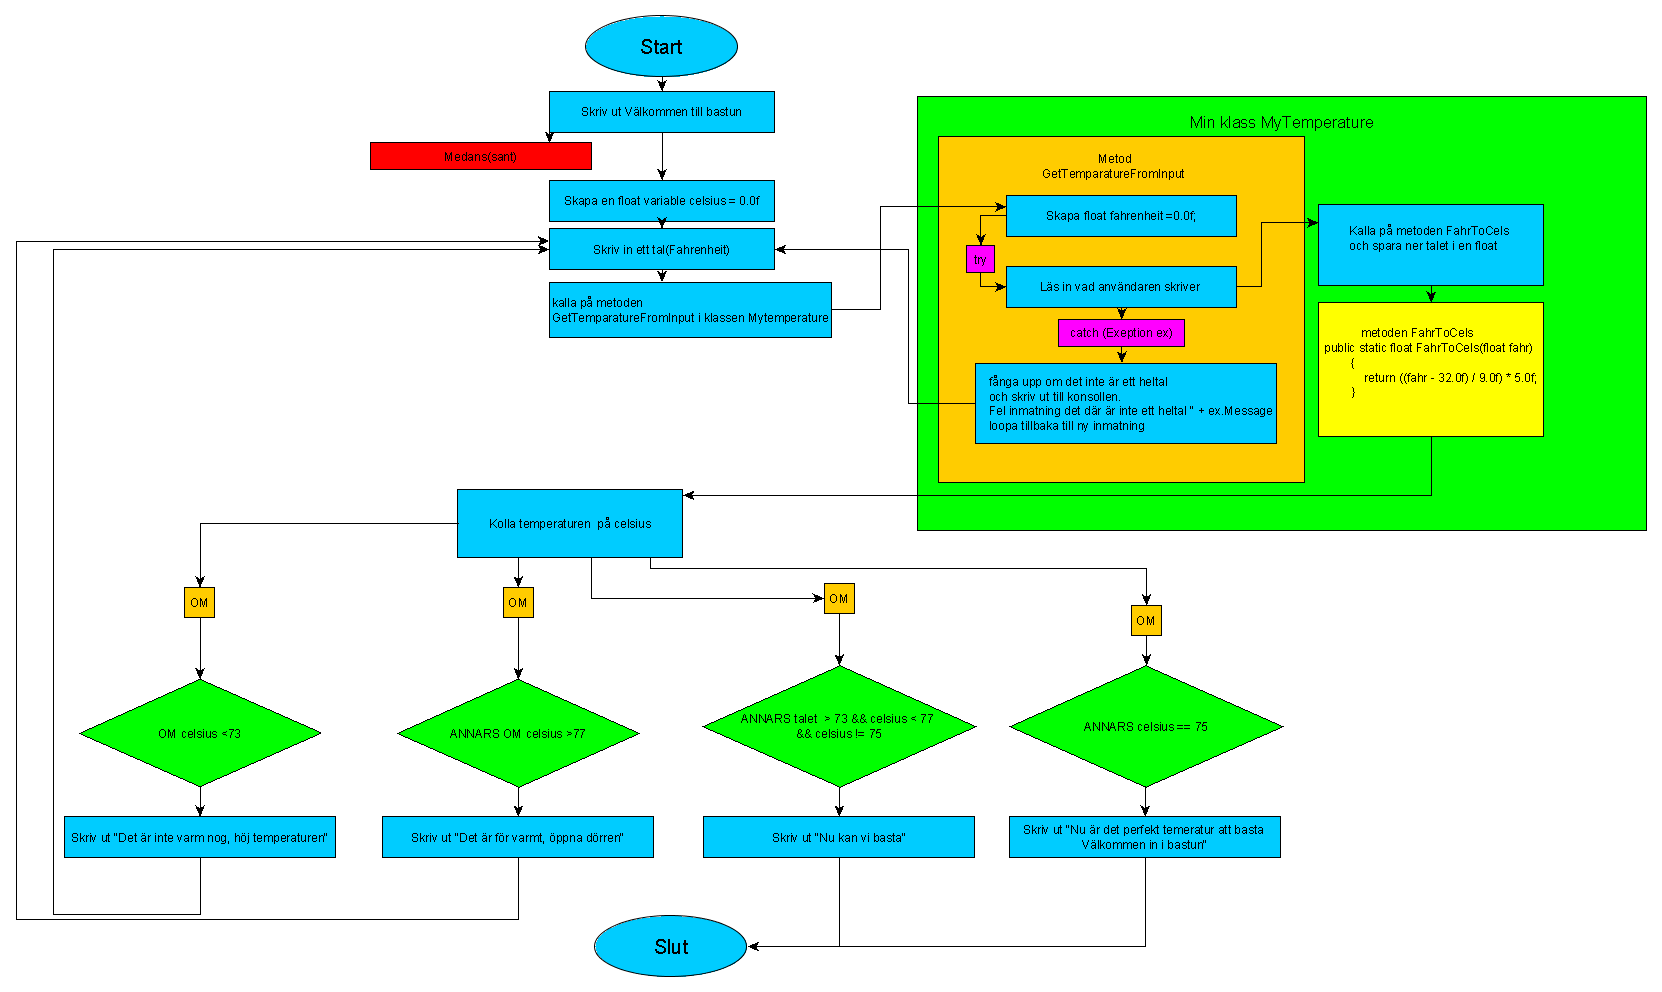 Start
Skriv ut Välkommen till bastun
Medans(sant)
Skapa en float variable celsius = 0.0f
Skriv in ett tal(Fahrenheit)
kalla på metoden
GetTemparatureFromInput i klassen Mytemperature
Min klass MyTemperature
Metod
GetTemparatureFromInput
Skapa float fahrenheit =0.0f;
try
Läs in vad användaren skriver
catch (Exeption ex)
fånga upp om det inte är ett heltal
och skriv ut till konsollen.
Fel inmatning det där är inte ett heltal " + ex.Message
loopa tillbaka till ny inmatning
Kalla på metoden FahrToCels
och spara ner talet i en float
metoden FahrToCels
public static float FahrToCels(float fahr)
{
return ((fahr - 32.0f) / 9.0f) * 5.0f;
}
Kolla temperaturen  på celsius
OM
OM
OM
OM
OM celsius <73
ANNARS OM celsius >77
ANNARS talet  > 73 && celsius < 77
&& celsius != 75
ANNARS celsius == 75
Skriv ut "Det är inte varm nog, höj temperaturen"
Skriv ut "Det är för varmt, öppna dörren"
Skriv ut "Nu kan vi basta"
Skriv ut "Nu är det perfekt temeratur att basta
Välkommen in i bastun"
Slut